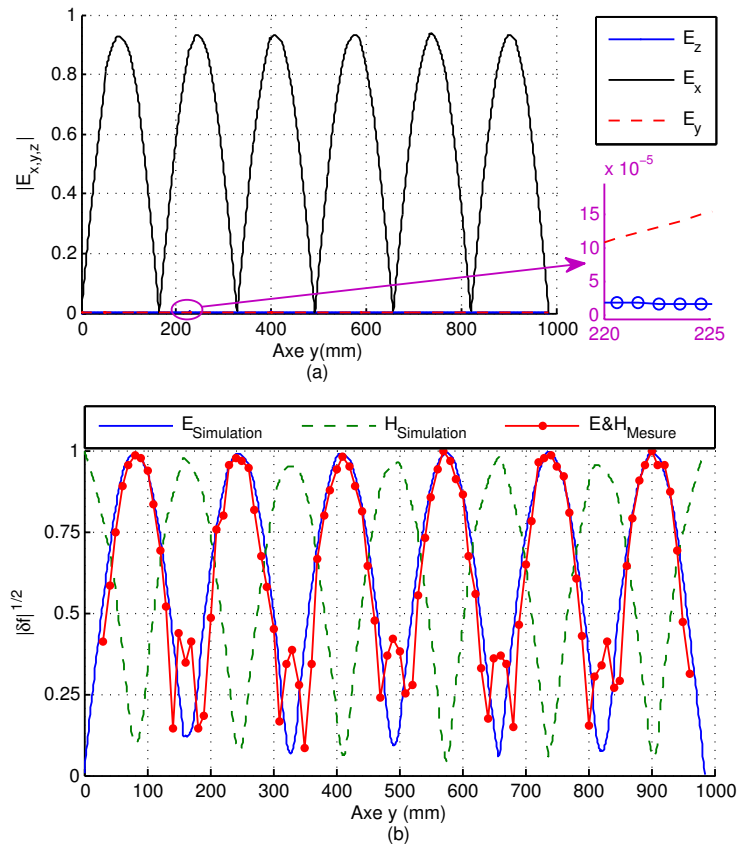 1
0.8
0.6
0.4
0.2
0
|E_x,y,z|
0 200 400 600 800 1000
Axe y(mm)
(a)
E_z
E_x
E_y
x 10^-5
15
10
5
0
220 225
E_Simulation H_Simulation E&H_Mesure
1
0.75
0.5
0.25
0
|δf|^1/2
0 100 200 300 400 500 600 700 800 900 1000
Axe y (mm)
(b)